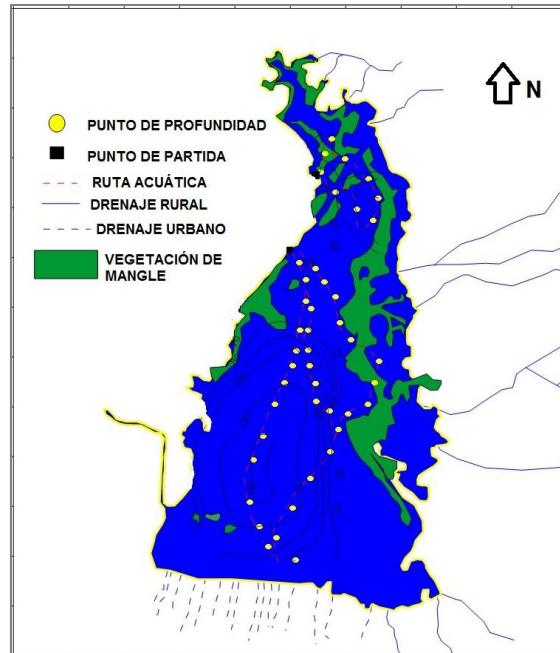 N
PUNTO DE PROFUNDIDAD
PUNTO DE PARTIDA
RUTA ACUÁTICA
DRENAJE RURAL
DRENAJE URBANO
VEGETACIÓN DE
MANGLE